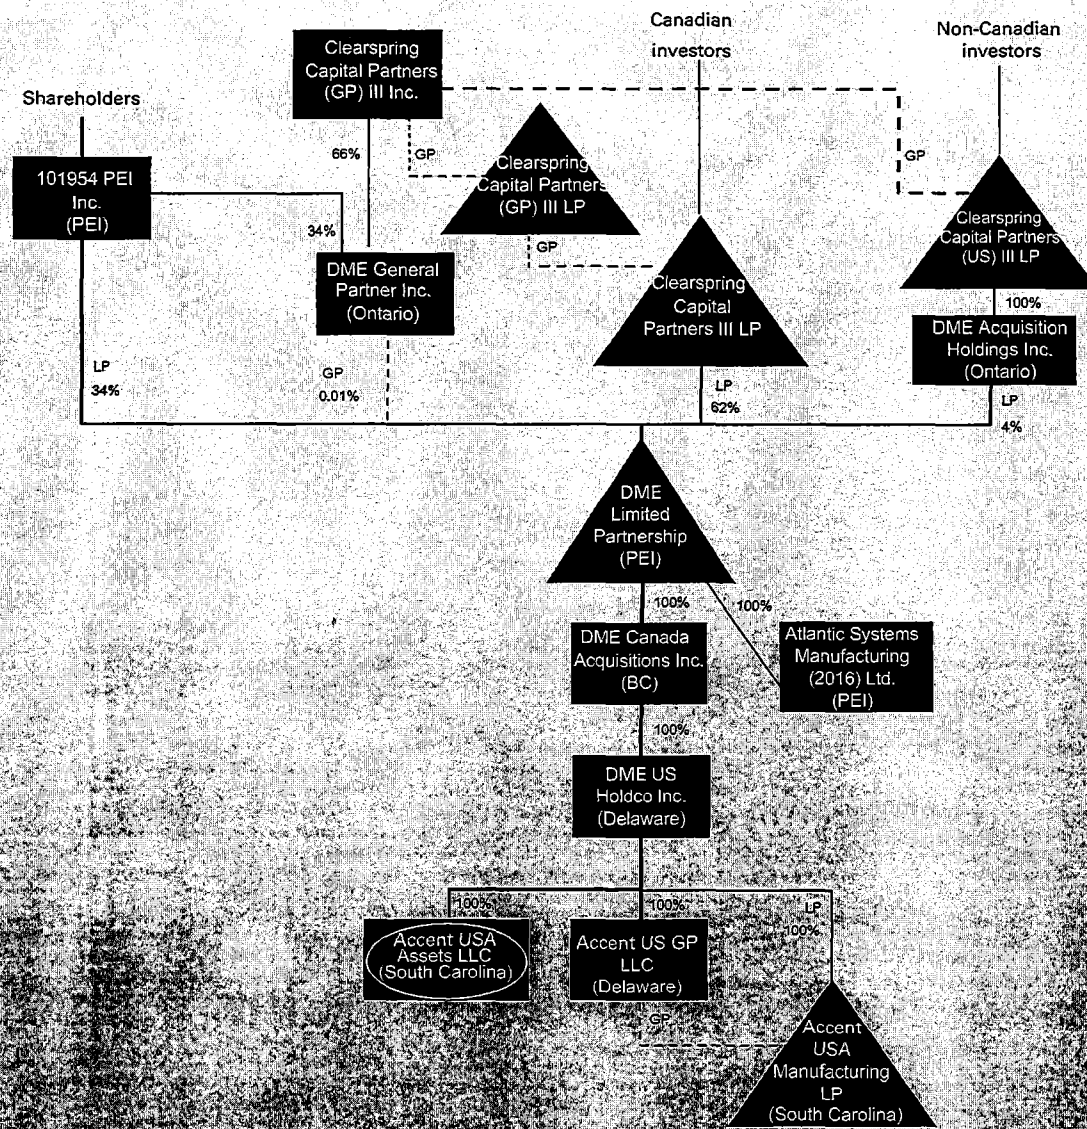 Canadian
investors
Non-Canadian
investors
Clearspring
Capital Partners
(GP) III Inc.
Shareholders
66%
GP
Clearspring
Capital Partners
(GP) III LP
GP
101954 PEI
Inc.
(PEI)
34%
GP
Clearspring
Capital Partners
(US) III LP
DME General
Partner Inc.
(Ontario)
Clearspring
Capital
Partners III LP
100%
DME Acquisition
Holdings Inc.
(Ontario)
LP
34%
GP
0.01%
LP
62%
LP
4%
DME
Limited
Partnership
(PEI)
100%
100%
DME Canada
Acquisitions Inc.
(BC)
Atlantic Systems
Manufacturing
(2016) Ltd.
(PEI)
100%
DME US
Holdco Inc.
(Delaware)
100%
100%
LP
100%
Accent USA
Assets LLC
(South Carolina)
Accent US GP
LLC
(Delaware)
GP
Accent
USA
Manufacturing
LP
(South Carolina)